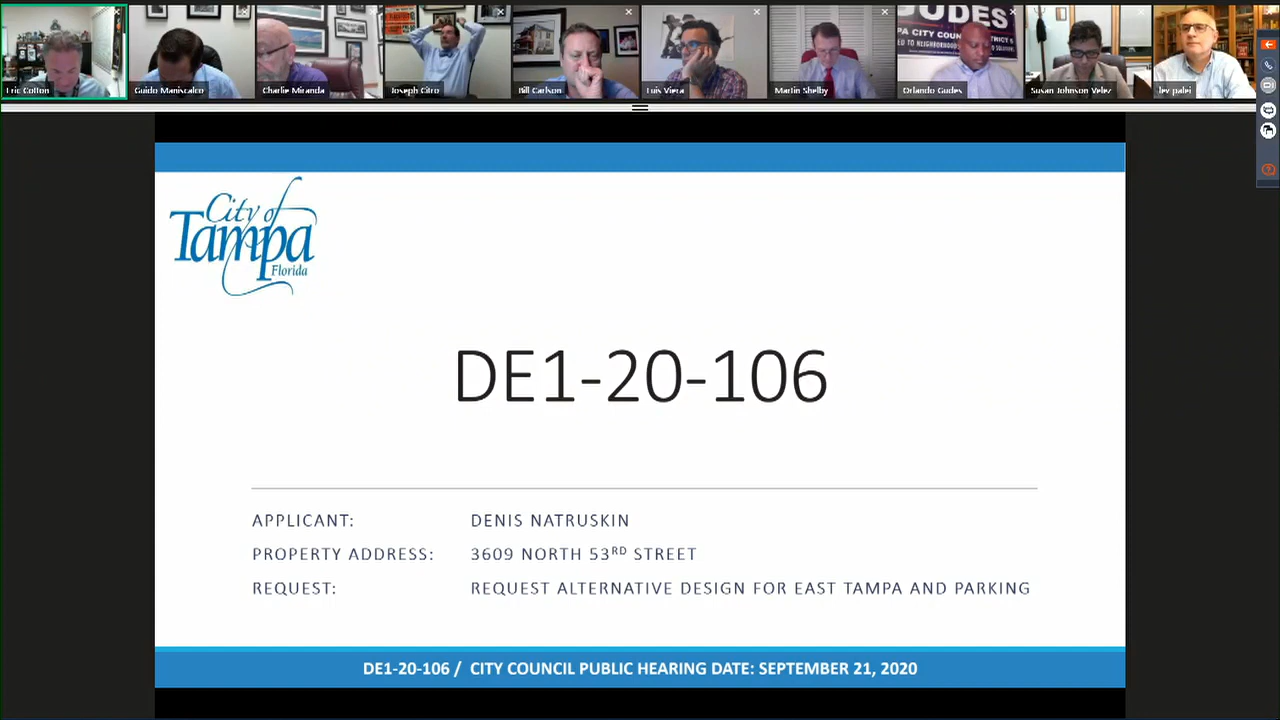 Eric Cotton
Guido Maniscalco
Charlie Miranda
Joseph Citro
Bill Carlson
Luis Viera
Martin Shelby
Orlando Gudes
Susan Johnson Velez
lev palei
City of
Tampa
Florida
DE1-20-106
APPLICANT: DENIS NATRUSKIN
PROPERTY ADDRESS: 3609 NORTH 53RD STREET
REQUEST: REQUEST ALTERNATIVE DESIGN FOR EAST TAMPA AND PARKING
DE1-20-106 / CITY COUNCIL PUBLIC HEARING DATE: SEPTEMBER 21, 2020